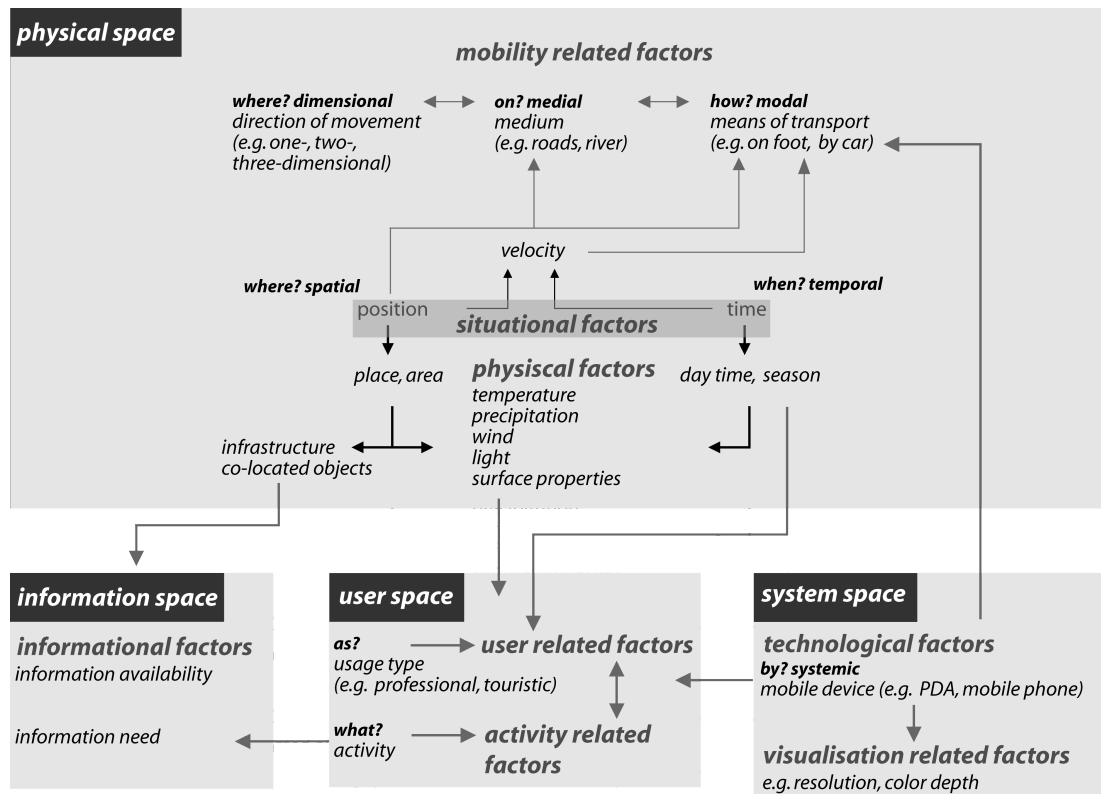 physical space
mobility related factors
where? dimensional
direction of movement
(e.g. one-, two-,
three-dimensional)
on? medial
medium
(e.g. roads, river)
how? modal
means of transport
(e.g. on foot, by car)
velocity
where? spatial
when? temporal
position
time
situational factors
place, area
physiscal factors
day time, season
temperature
precipitation
wind
light
surface properties
infrastructure
co-located objects
information space
informational factors
information availability
information need
user space
as?
usage type
(e.g. professional, touristic)
user related factors
what?
activity
activity related
factors
system space
technological factors
by? systemic
mobile device (e.g. PDA, mobile phone)
visualisation related factors
e.g. resolution, color depth